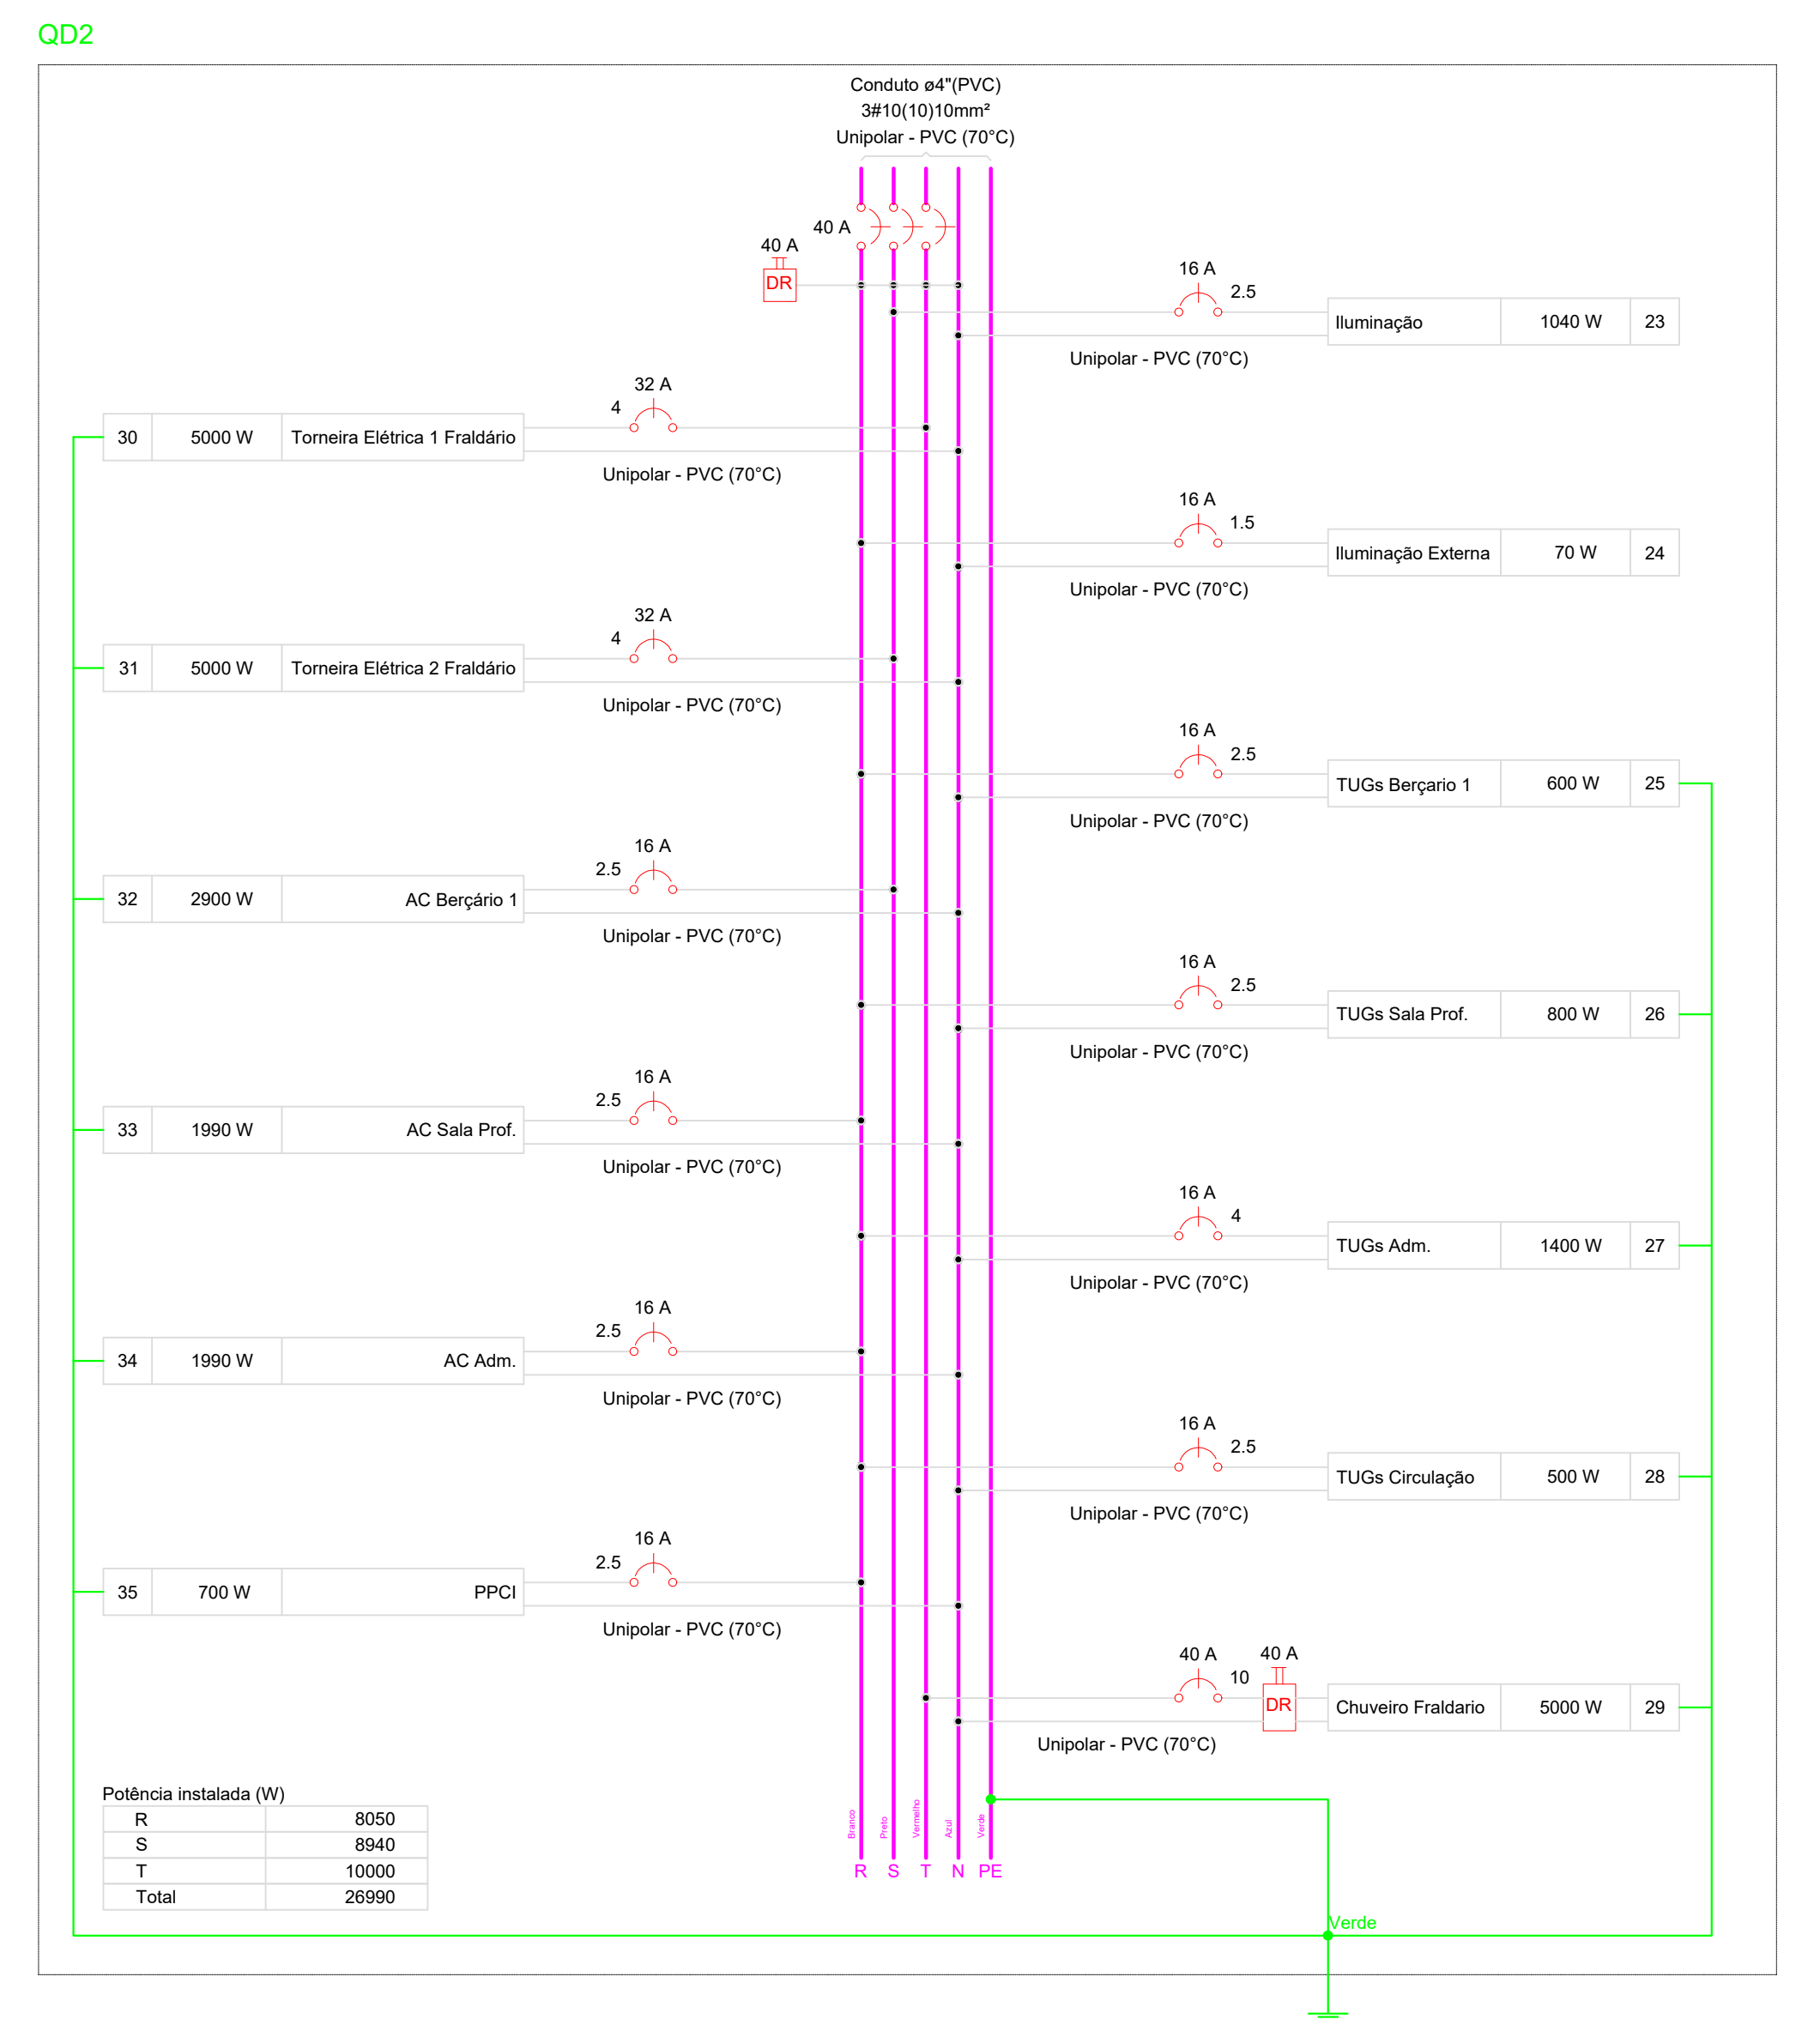 QD2
Conduto ø4"(PVC)
3#10(10)10mm²
Unipolar - PVC (70°C)
40 A
40 A
DR
16 A
2.5
Iluminação 1040 W 23
Unipolar - PVC (70°C)
32 A
4
30 5000 W Torneira Elétrica 1 Fraldário
Unipolar - PVC (70°C)
16 A
1.5
Iluminação Externa 70 W 24
Unipolar - PVC (70°C)
32 A
4
31 5000 W Torneira Elétrica 2 Fraldário
Unipolar - PVC (70°C)
16 A
2.5
TUGs Berçario 1 600 W 25
Unipolar - PVC (70°C)
16 A
2.5
32 2900 W AC Berçário 1
Unipolar - PVC (70°C)
16 A
2.5
TUGs Sala Prof. 800 W 26
Unipolar - PVC (70°C)
16 A
2.5
33 1990 W AC Sala Prof.
Unipolar - PVC (70°C)
16 A
4
TUGs Adm. 1400 W 27
Unipolar - PVC (70°C)
16 A
2.5
34 1990 W AC Adm.
Unipolar - PVC (70°C)
16 A
2.5
TUGs Circulação 500 W 28
Unipolar - PVC (70°C)
16 A
2.5
35 700 W PPCI
Unipolar - PVC (70°C)
40 A 40 A
10
DR
Chuveiro Fraldario 5000 W 29
Unipolar - PVC (70°C)
Potência instalada (W)
R 8050
S 8940
T 10000
Total 26990
Branco
Preto
Vermelho
Azul
Verde
R S T N PE
Verde